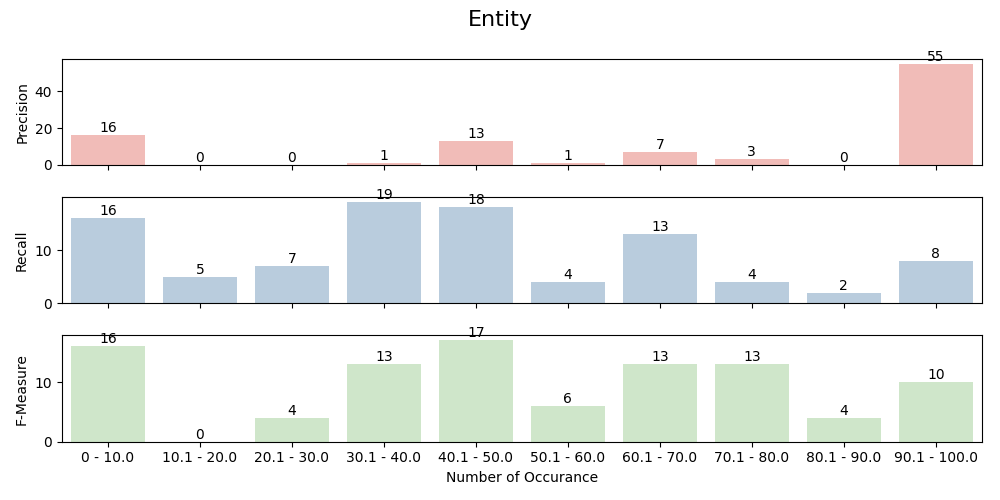 Entity
Precision
40
20
0
16
0
0
1
13
1
7
3
0
55
Recall
10
0
16
5
7
19
18
4
13
4
2
8
F-Measure
10
0
16
0
4
13
17
6
13
13
4
10
0 - 10.0
10.1 - 20.0
20.1 - 30.0
30.1 - 40.0
40.1 - 50.0
50.1 - 60.0
60.1 - 70.0
70.1 - 80.0
80.1 - 90.0
90.1 - 100.0
Number of Occurance